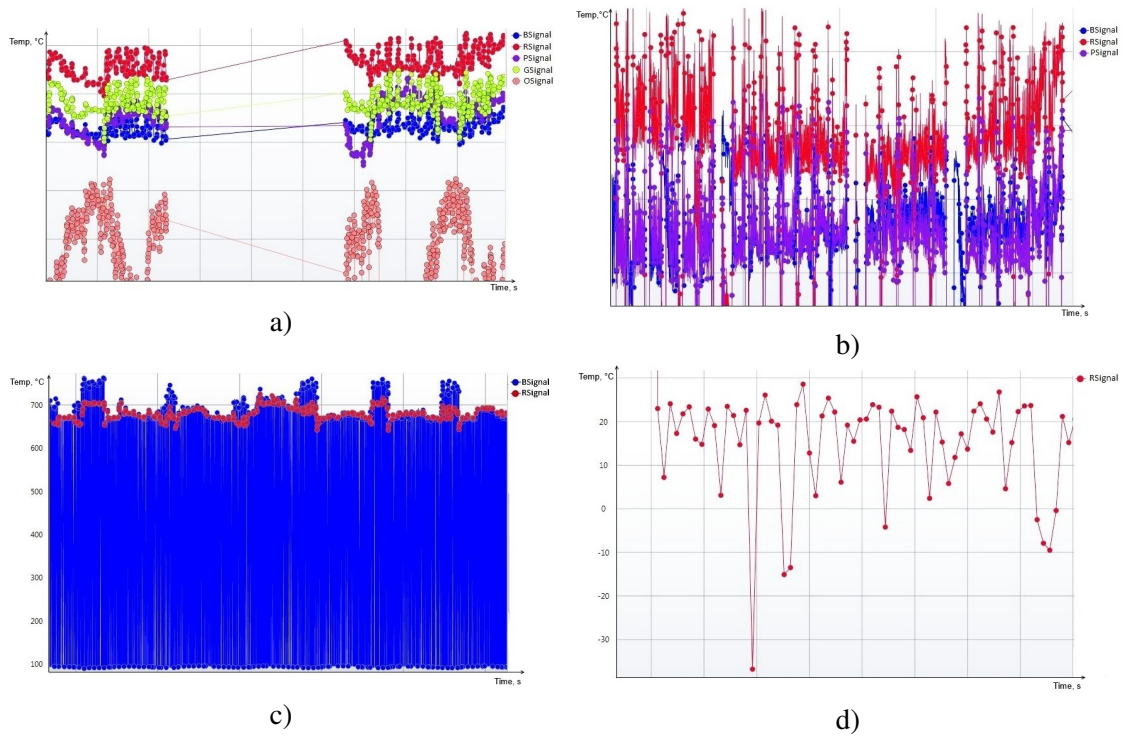 Temp, °C
BSignal
RSignal
PSignal
GSignal
OSignal
Time, s
a)
Temp,°C
BSignal
RSignal
PSignal
Time, s
b)
Temp, °C
BSignal
RSignal
700
600
500
400
300
200
100
Time, s
c)
Temp, °C
RSignal
20
10
0
-10
-20
-30
Time, s
d)